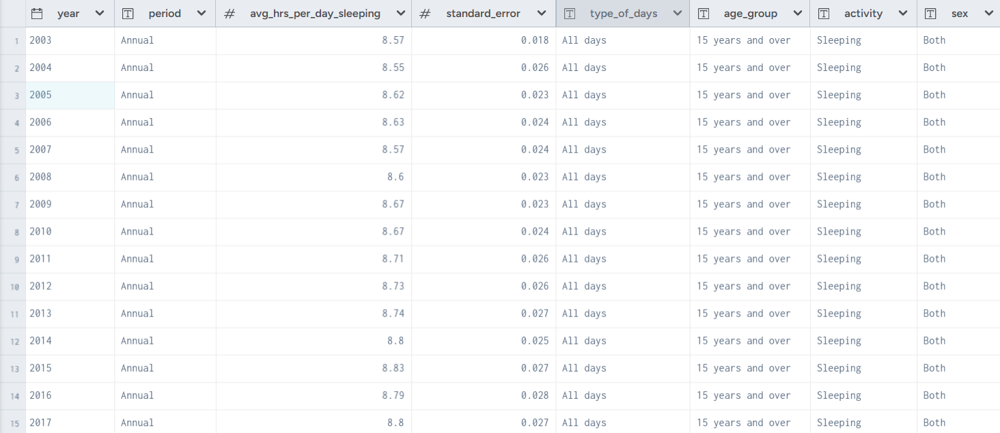 year period # avg_hrs_per_day_sleeping # standard_error T type_of_days T age_group T activity T sex
1 2003 Annual 8.57 0.018 All days 15 years and over Sleeping Both
2 2004 Annual 8.55 0.026 All days 15 years and over Sleeping Both
3 2005 Annual 8.62 0.023 All days 15 years and over Sleeping Both
4 2006 Annual 8.63 0.024 All days 15 years and over Sleeping Both
5 2007 Annual 8.57 0.024 All days 15 years and over Sleeping Both
6 2008 Annual 8.6 0.023 All days 15 years and over Sleeping Both
7 2009 Annual 8.67 0.023 All days 15 years and over Sleeping Both
8 2010 Annual 8.67 0.024 All days 15 years and over Sleeping Both
9 2011 Annual 8.71 0.026 All days 15 years and over Sleeping Both
10 2012 Annual 8.73 0.026 All days 15 years and over Sleeping Both
11 2013 Annual 8.74 0.027 All days 15 years and over Sleeping Both
12 2014 Annual 8.8 0.025 All days 15 years and over Sleeping Both
13 2015 Annual 8.83 0.027 All days 15 years and over Sleeping Both
14 2016 Annual 8.79 0.028 All days 15 years and over Sleeping Both
15 2017 Annual 8.8 0.027 All days 15 years and over Sleeping Both